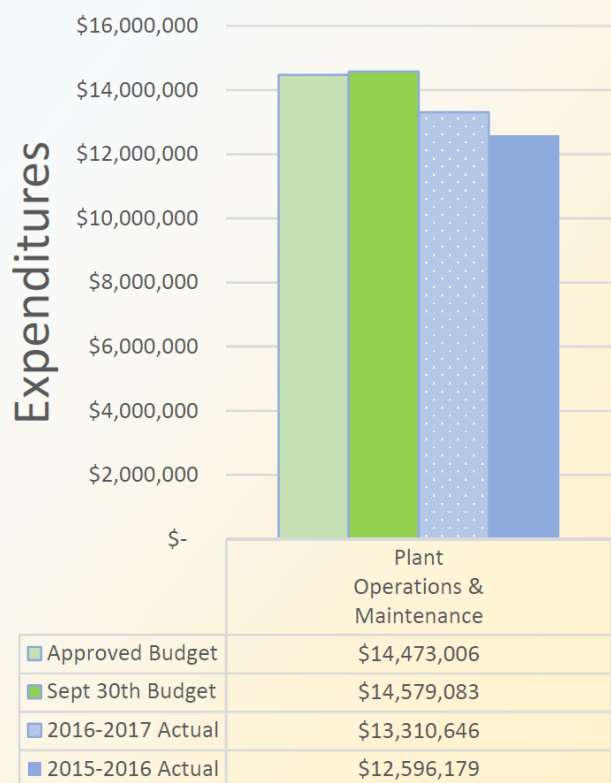 $16,000,000
$14,000,000
$12,000,000
$10,000,000
$8,000,000
$6,000,000
$4,000,000
$2,000,000
$-
Expenditures
Plant
Operations &
Maintenance
Approved Budget $14,473,006
Sept 30th Budget $14,579,083
2016-2017 Actual $13,310,646
2015-2016 Actual $12,596,179